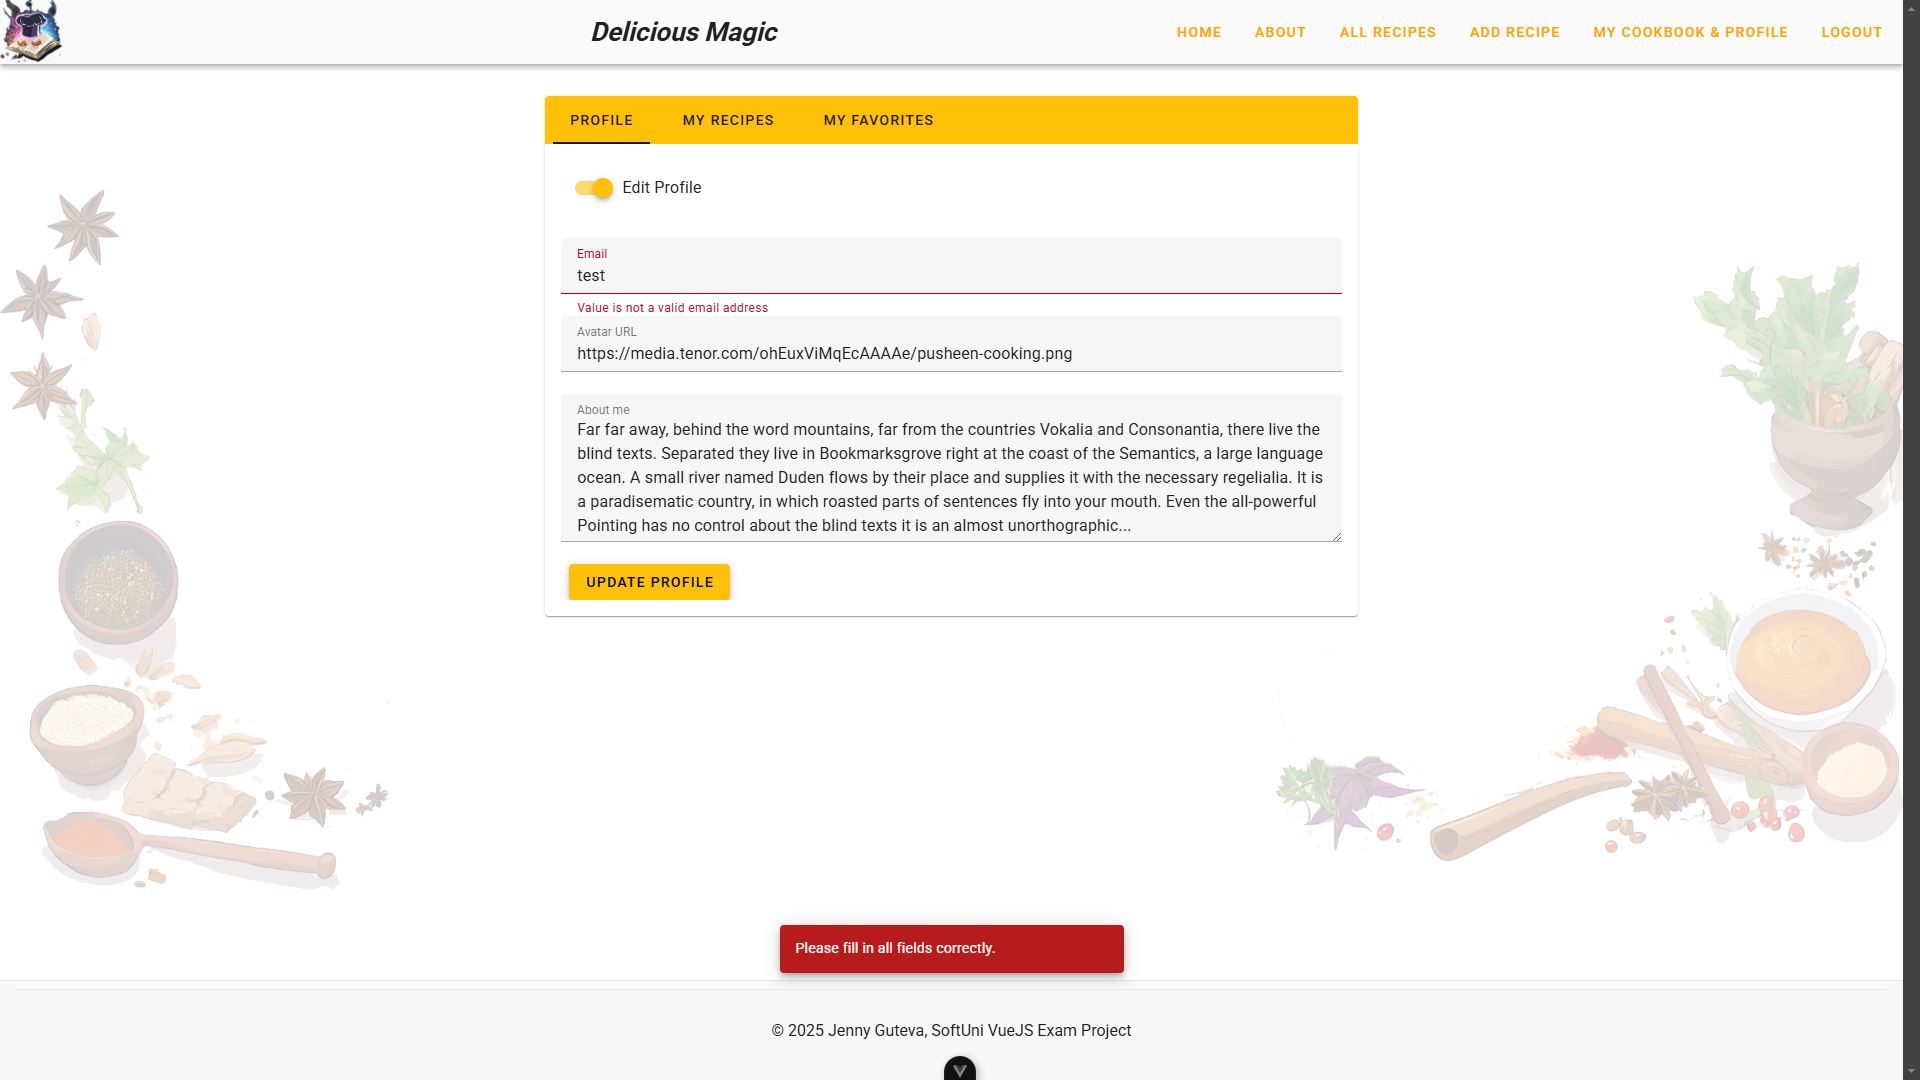 Delicious Magic
HOME
ABOUT
ALL RECIPES
ADD RECIPE
MY COOKBOOK & PROFILE
LOGOUT
PROFILE
MY RECIPES
MY FAVORITES
Edit Profile
Email
test
Value is not a valid email address
Avatar URL
https://media.tenor.com/ohEuxViMqEcAAAAe/pusheen-cooking.png
About me
Far far away, behind the word mountains, far from the countries Vokalia and Consonantia, there live the
blind texts. Separated they live in Bookmarksgrove right at the coast of the Semantics, a large language
ocean. A small river named Duden flows by their place and supplies it with the necessary regelialia. It is
a paradisematic country, in which roasted parts of sentences fly into your mouth. Even the all-powerful
Pointing has no control about the blind texts it is an almost unorthographic...
UPDATE PROFILE
Please fill in all fields correctly.
© 2025 Jenny Guteva, SoftUni VueJS Exam Project